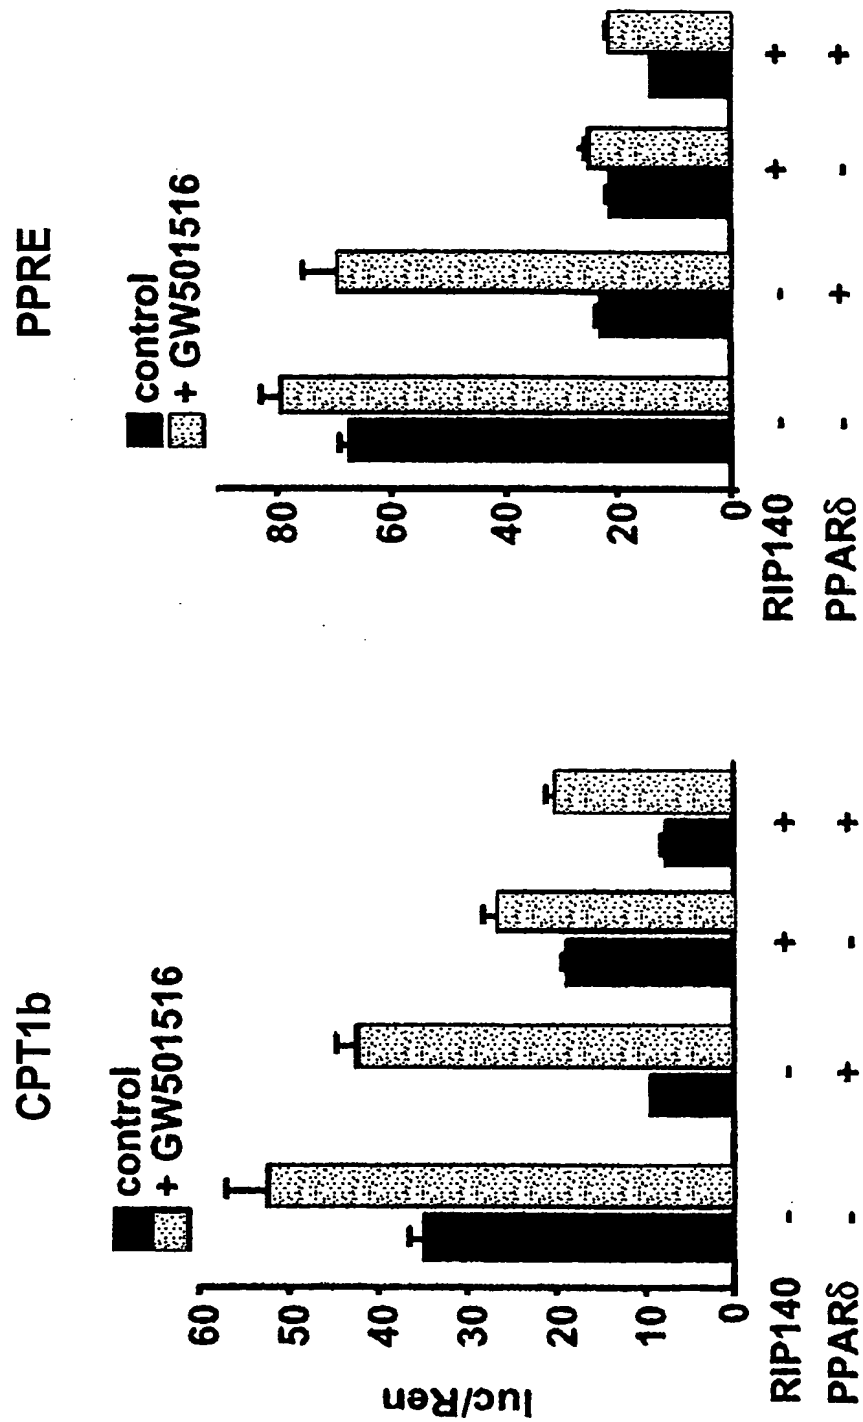 CPT1b
control
+ GW501516
luc/Ren
60
50
40
30
20
10
0
RIP140 - - + +
PPARδ - + - +
PPRE
control
+ GW501516
80
60
40
20
0
RIP140 - - + +
PPARδ - + - +